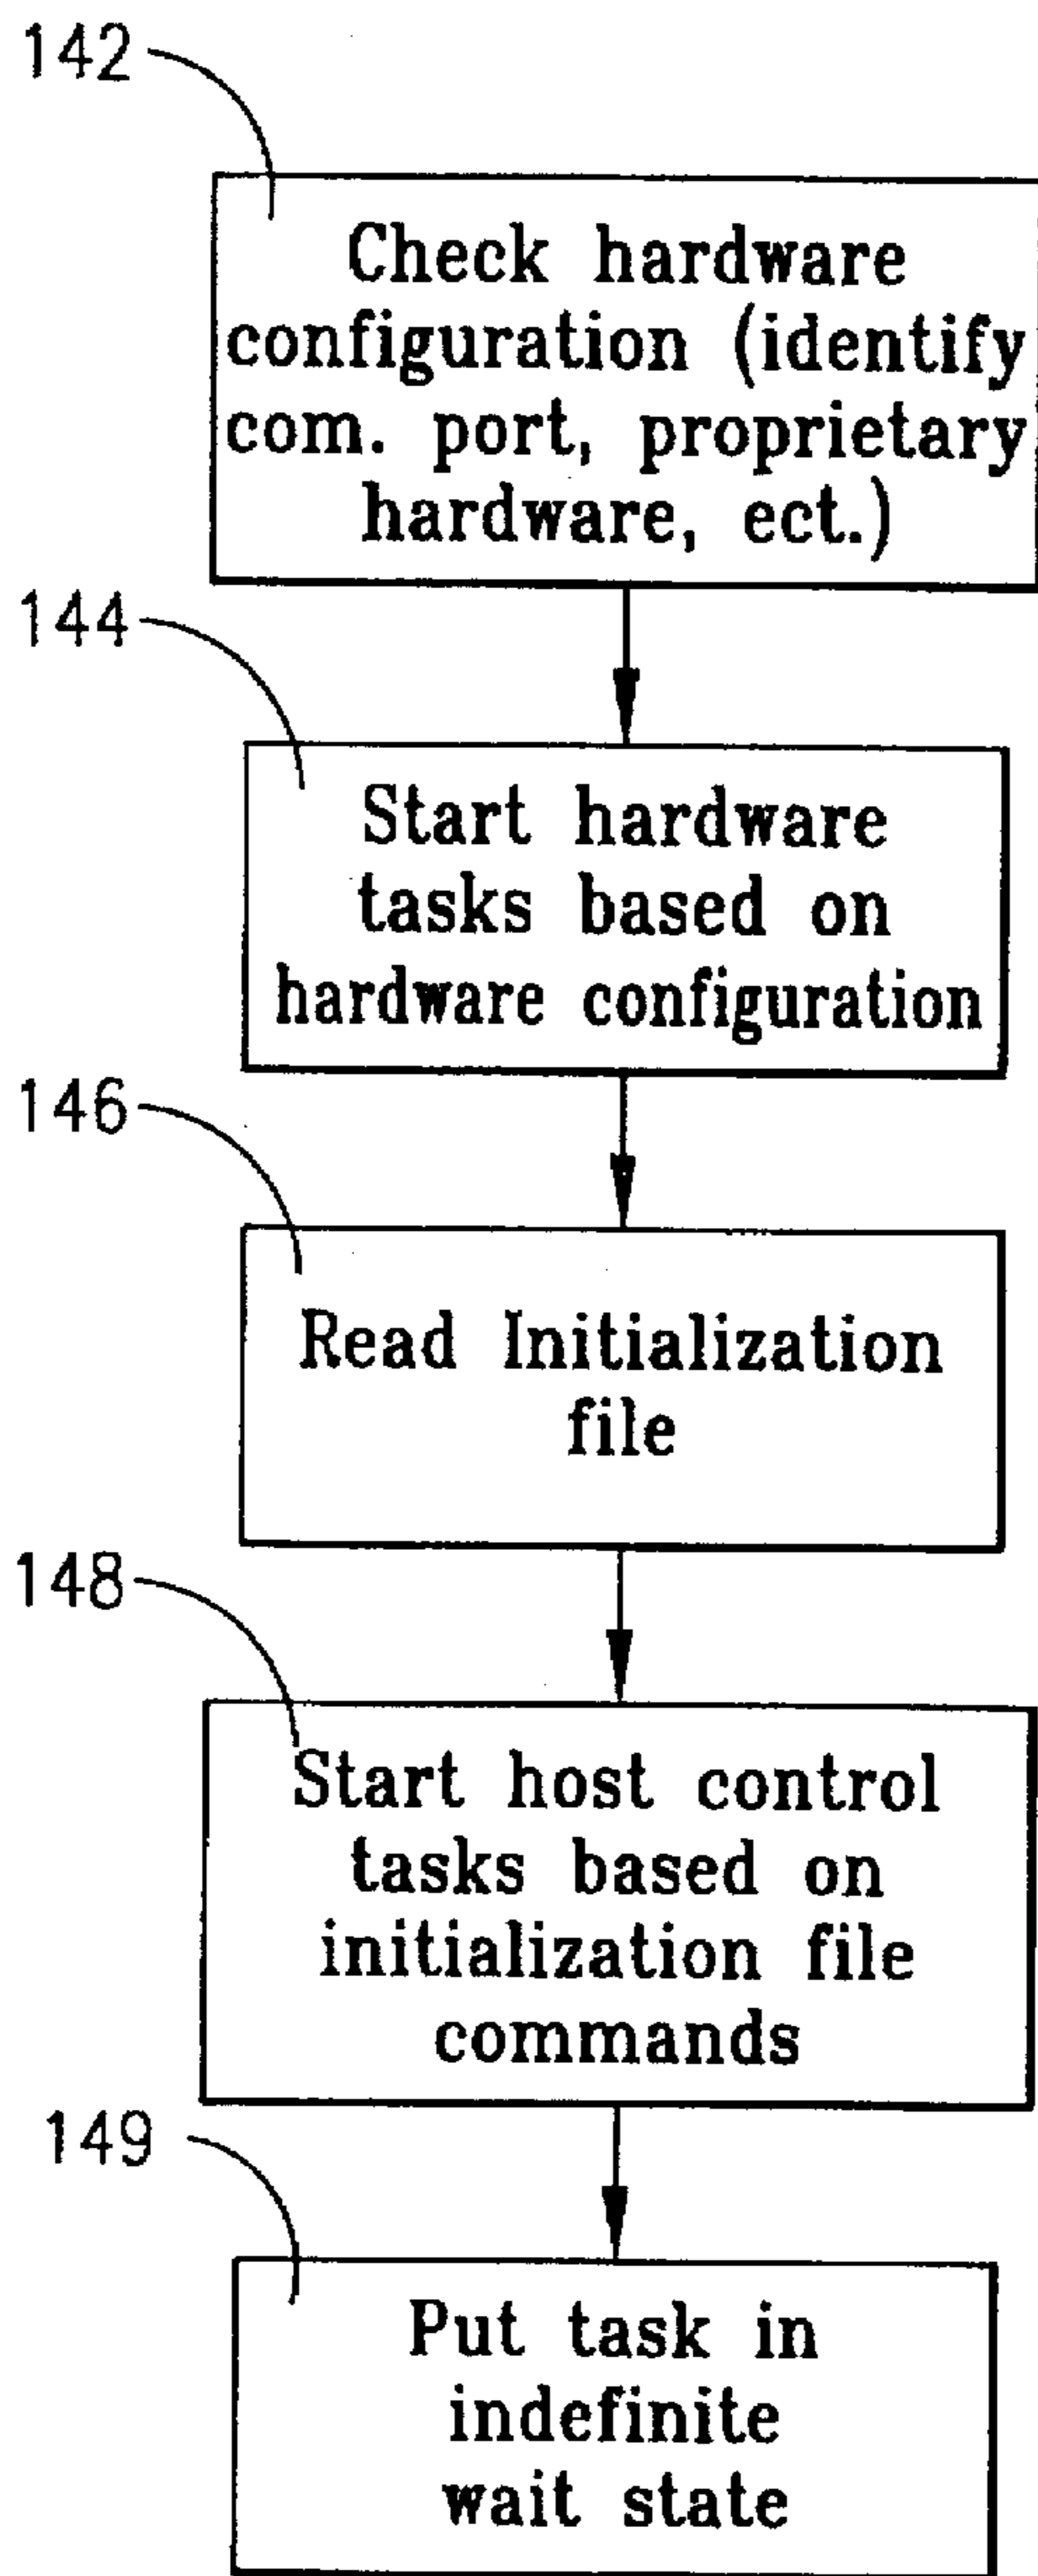 142
Check hardware
configuration (identify
com. port, proprietary
hardware, ect.)
144
Start hardware
tasks based on
hardware configuration
146
Read Initialization
file
148
Start host control
tasks based on
initialization file
commands
149
Put task in
indefinite
wait state